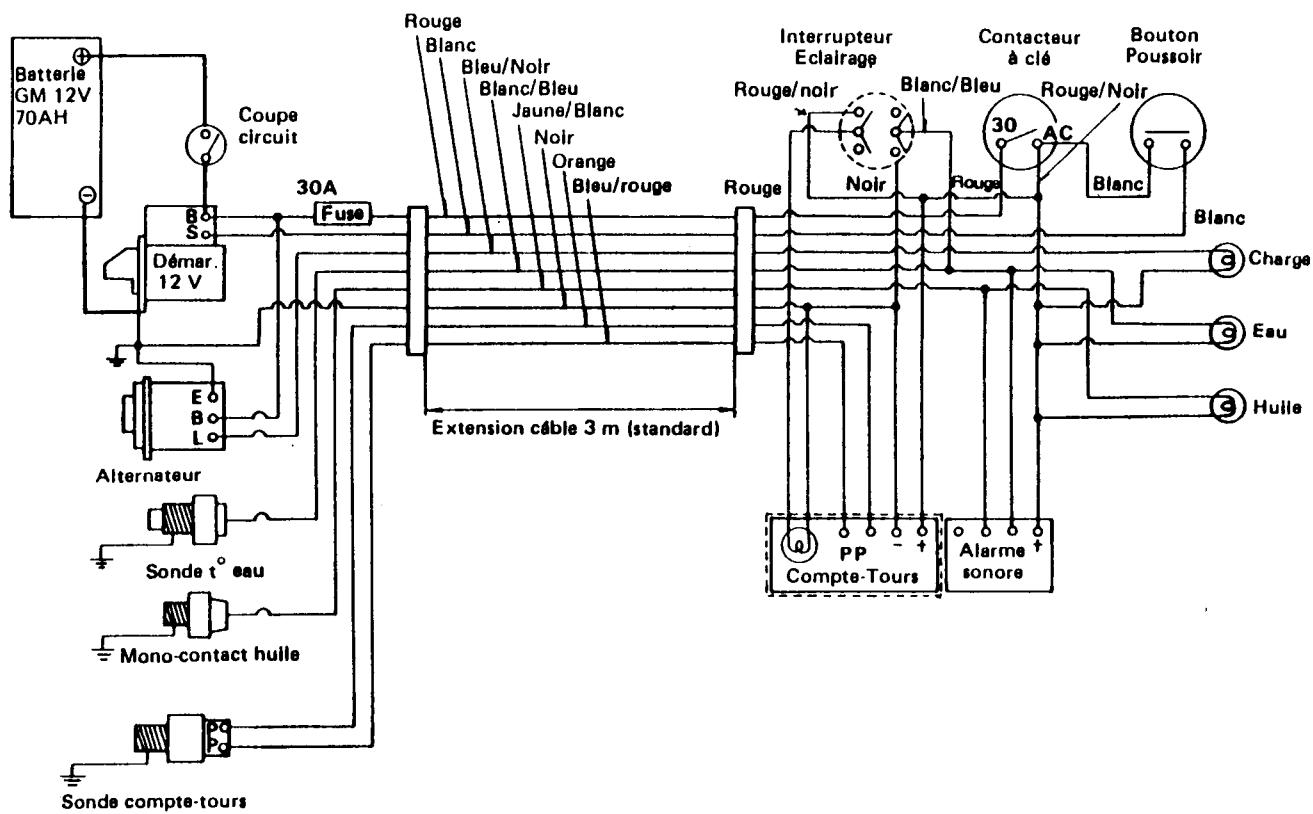 Rouge
Blanc
Bleu/Noir
Blanc/Bleu
Jaune/Blanc
Noir
Orange
Bleu/rouge
Interrupteur
Eclairage
Contacteur
à clé
Bouton
Poussoir
Batterie
GM 12V
70AH
+
−
Coupe
circuit
Rouge/noir
Blanc/Bleu
Rouge/Noir
30
AC
30A
Fuse
B
S
Démar.
12 V
Rouge
Noir
Rouge
Blanc
Blanc
Charge
Eau
Huile
E
B
L
Alternateur
Extension câble 3 m (standard)
Sonde t° eau
Mono-contact huile
P
P
Sonde compte-tours
PP
−
+
Compte-Tours
+
Alarme
sonore